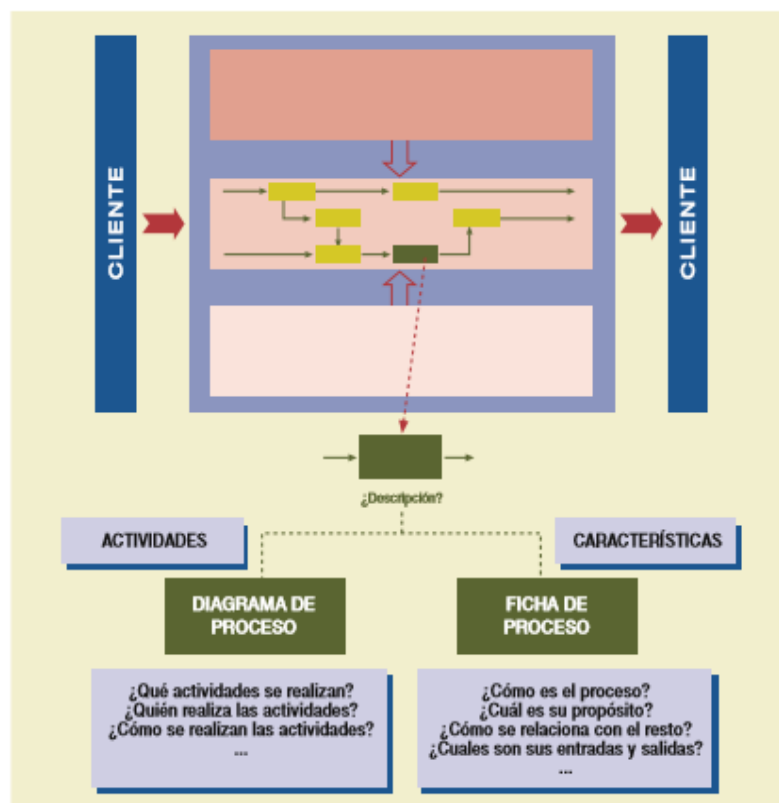 CLIENTE
CLIENTE
¿Descripción?
ACTIVIDADES
CARACTERÍSTICAS
DIAGRAMA DE
PROCESO
FICHA DE
PROCESO
¿Qué actividades se realizan?
¿Quién realiza las actividades?
¿Cómo se realizan las actividades?
...
¿Cómo es el proceso?
¿Cuál es su propósito?
¿Cómo se relaciona con el resto?
¿Cuales son sus entradas y salidas?
...